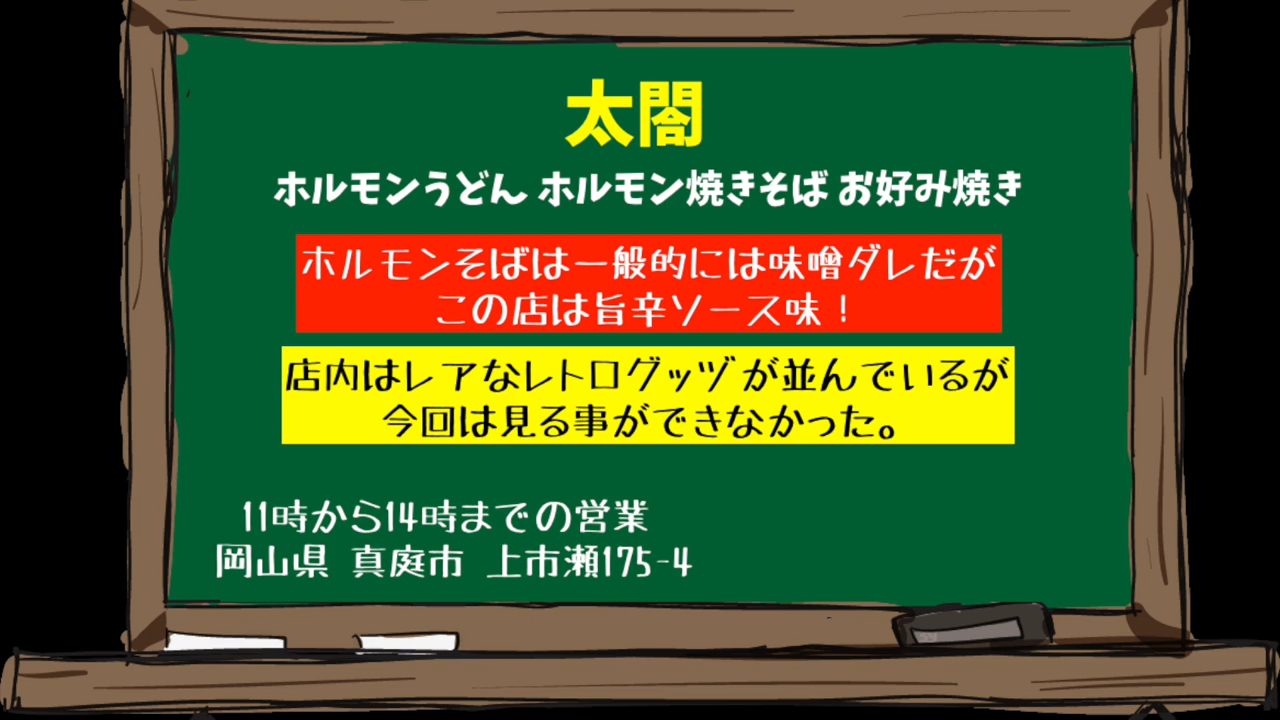 太閤
ホルモンうどん ホルモン焼きそば お好み焼き
ホルモンそばは一般的には味噌ダレだが
この店は旨辛ソース味！
店内はレアなレトログッヅが並んでいるが
今回は見る事ができなかった。
11時から14時までの営業
岡山県 真庭市 上市瀬175-4